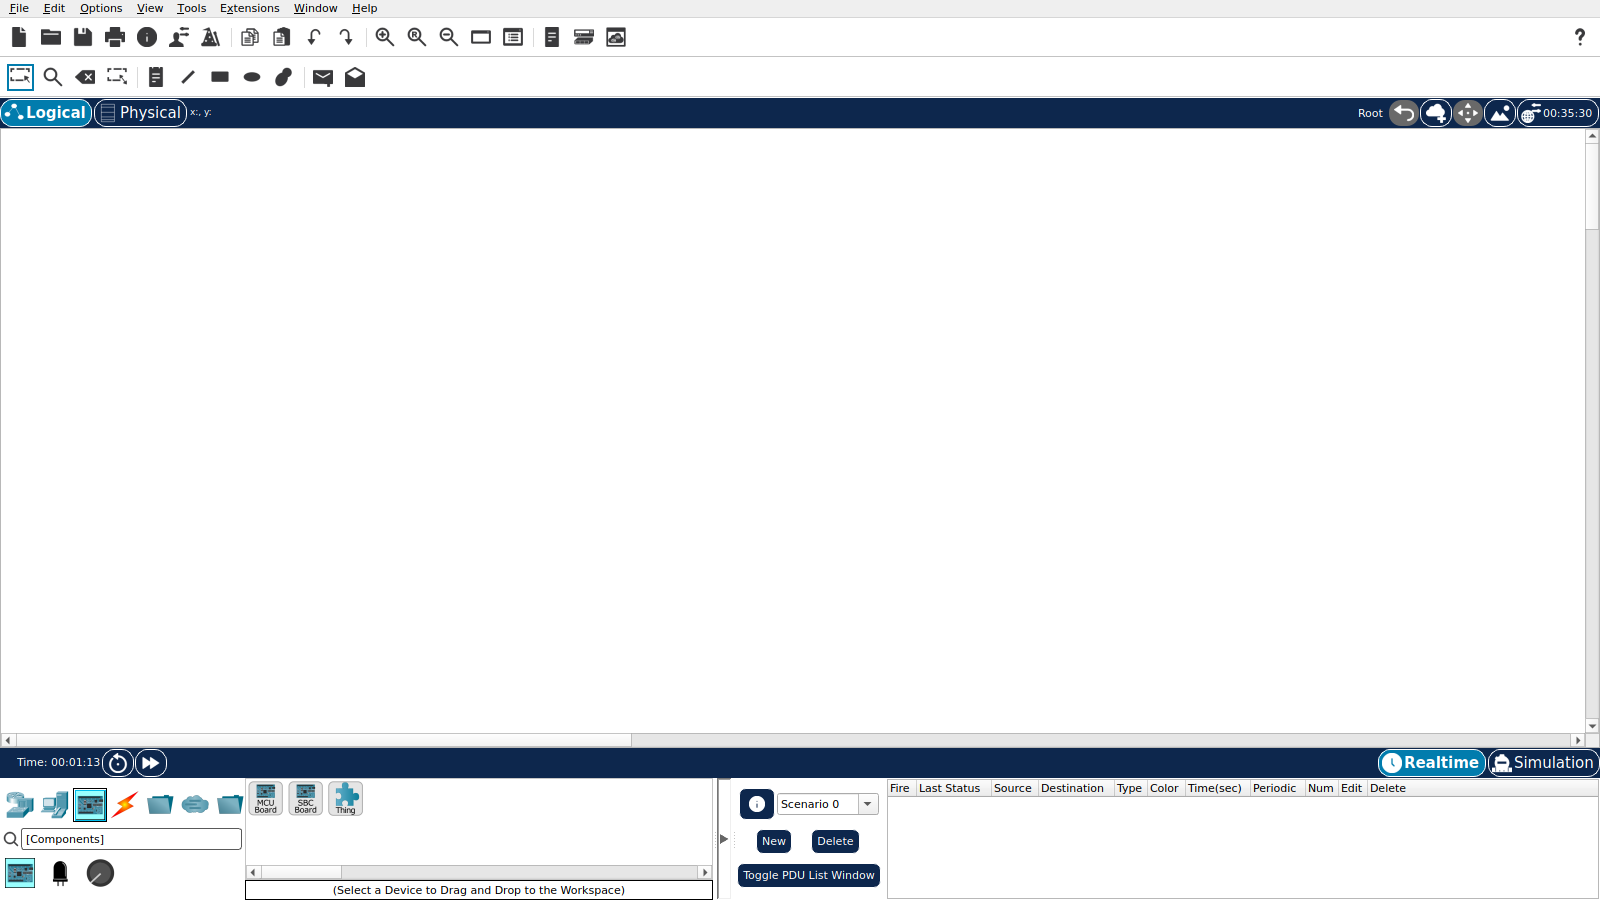 File Edit Options View Tools Extensions Window Help
?
Logical Physical x:, y: Root 00:35:30
Time: 00:01:13 Realtime Simulation
MCU Board SBC Board Thing
[Components]
(Select a Device to Drag and Drop to the Workspace)
Scenario 0
New Delete
Toggle PDU List Window
Fire Last Status Source Destination Type Color Time(sec) Periodic Num Edit Delete